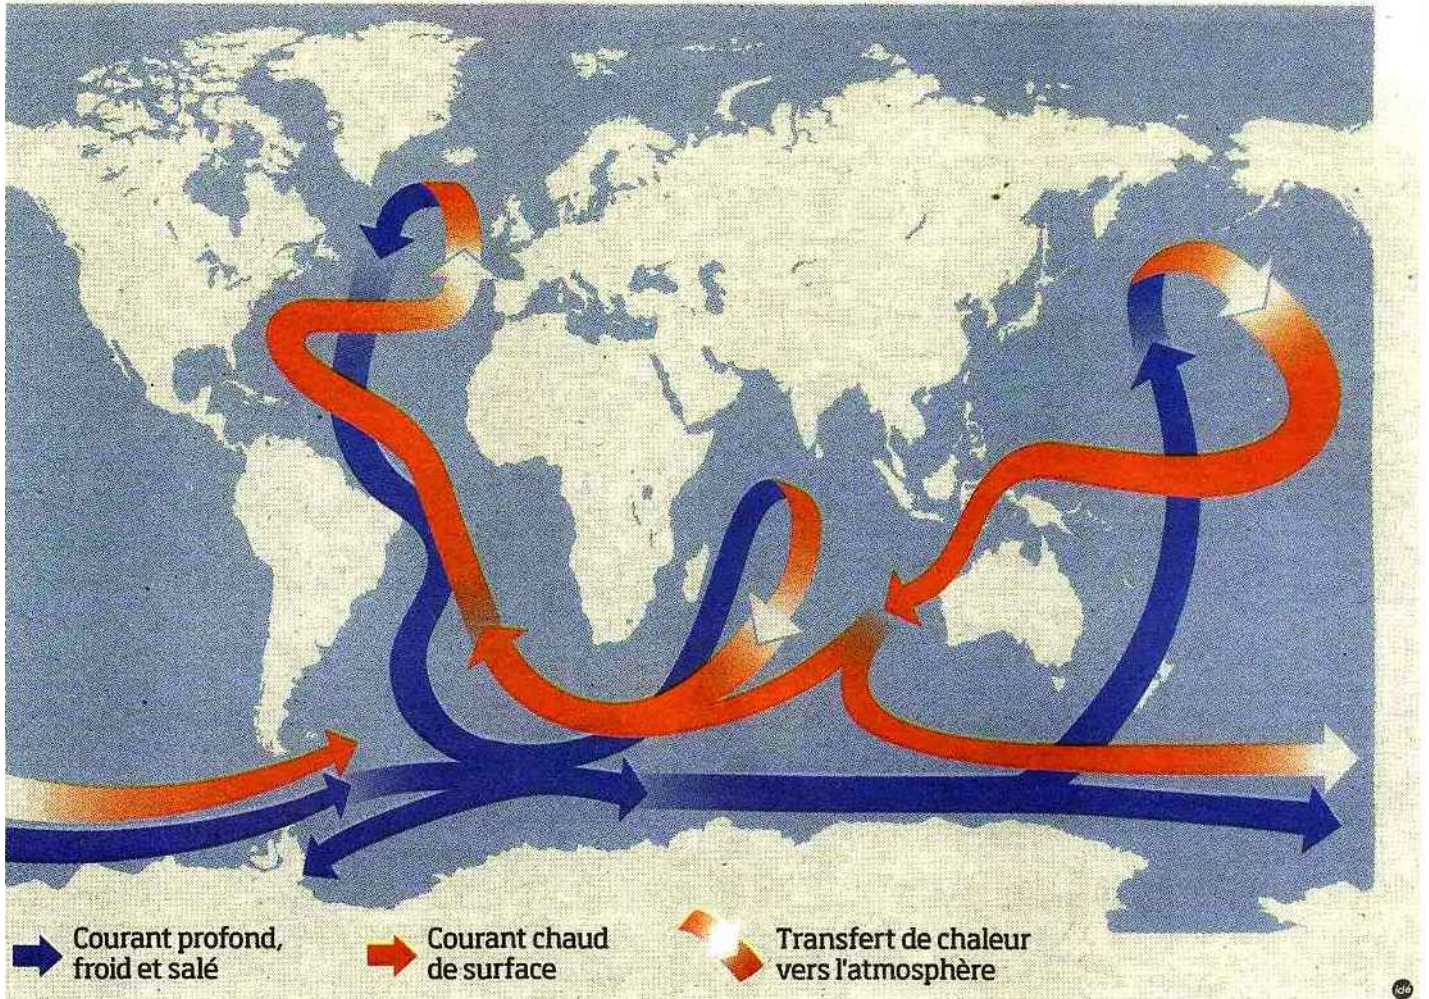 Courant profond,
froid et salé
Courant chaud
de surface
Transfert de chaleur
vers l'atmosphère
idé